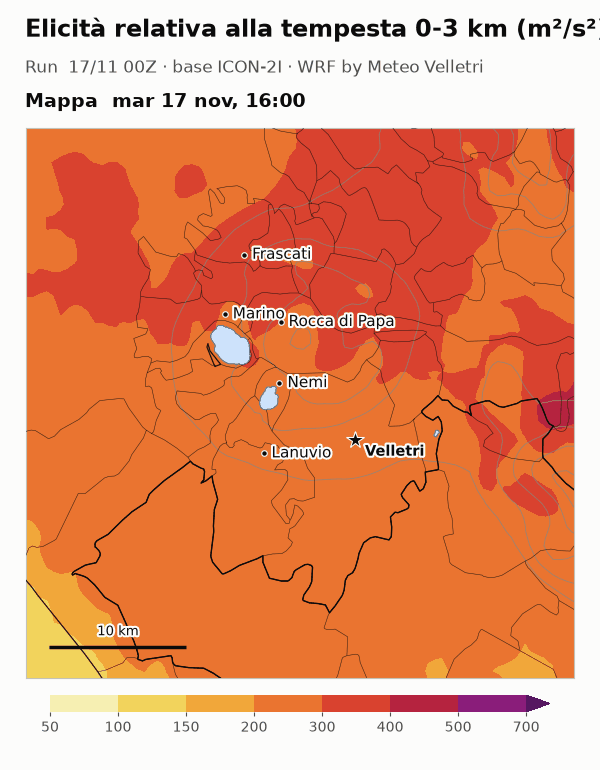 Elicità relativa alla tempesta 0-3 km (m²/s²)
Run 17/11 00Z · base ICON-2I · WRF by Meteo Velletri
Mappa mar 17 nov, 16:00
Frascati
Marino
Rocca di Papa
Nemi
Lanuvio
Velletri
10 km
50 100 150 200 300 400 500 700